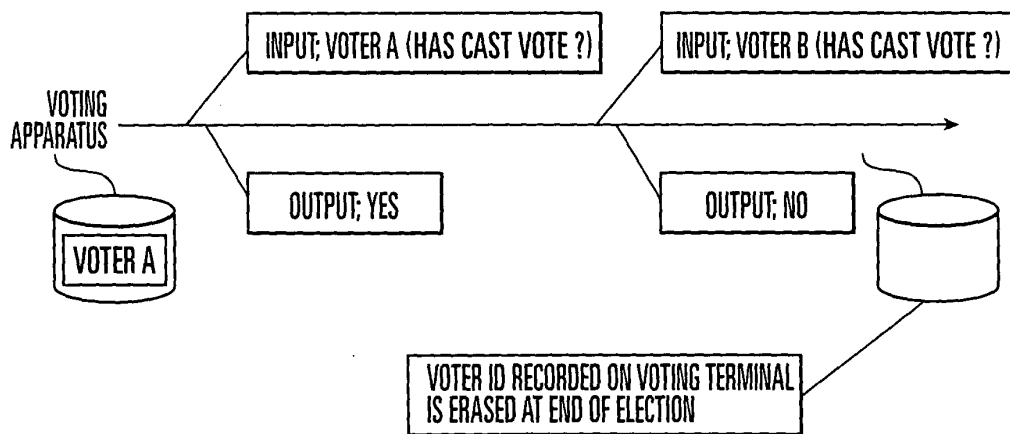 INPUT; VOTER A (HAS CAST VOTE ?)
INPUT; VOTER B (HAS CAST VOTE ?)
VOTING
APPARATUS
OUTPUT; YES
OUTPUT; NO
VOTER A
VOTER ID RECORDED ON VOTING TERMINAL
IS ERASED AT END OF ELECTION